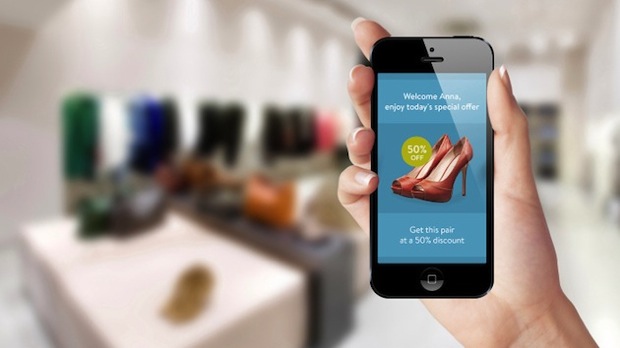 Welcome Anna,
enjoy today's special offer
50%
OFF
Get this pair
at a 50% discount